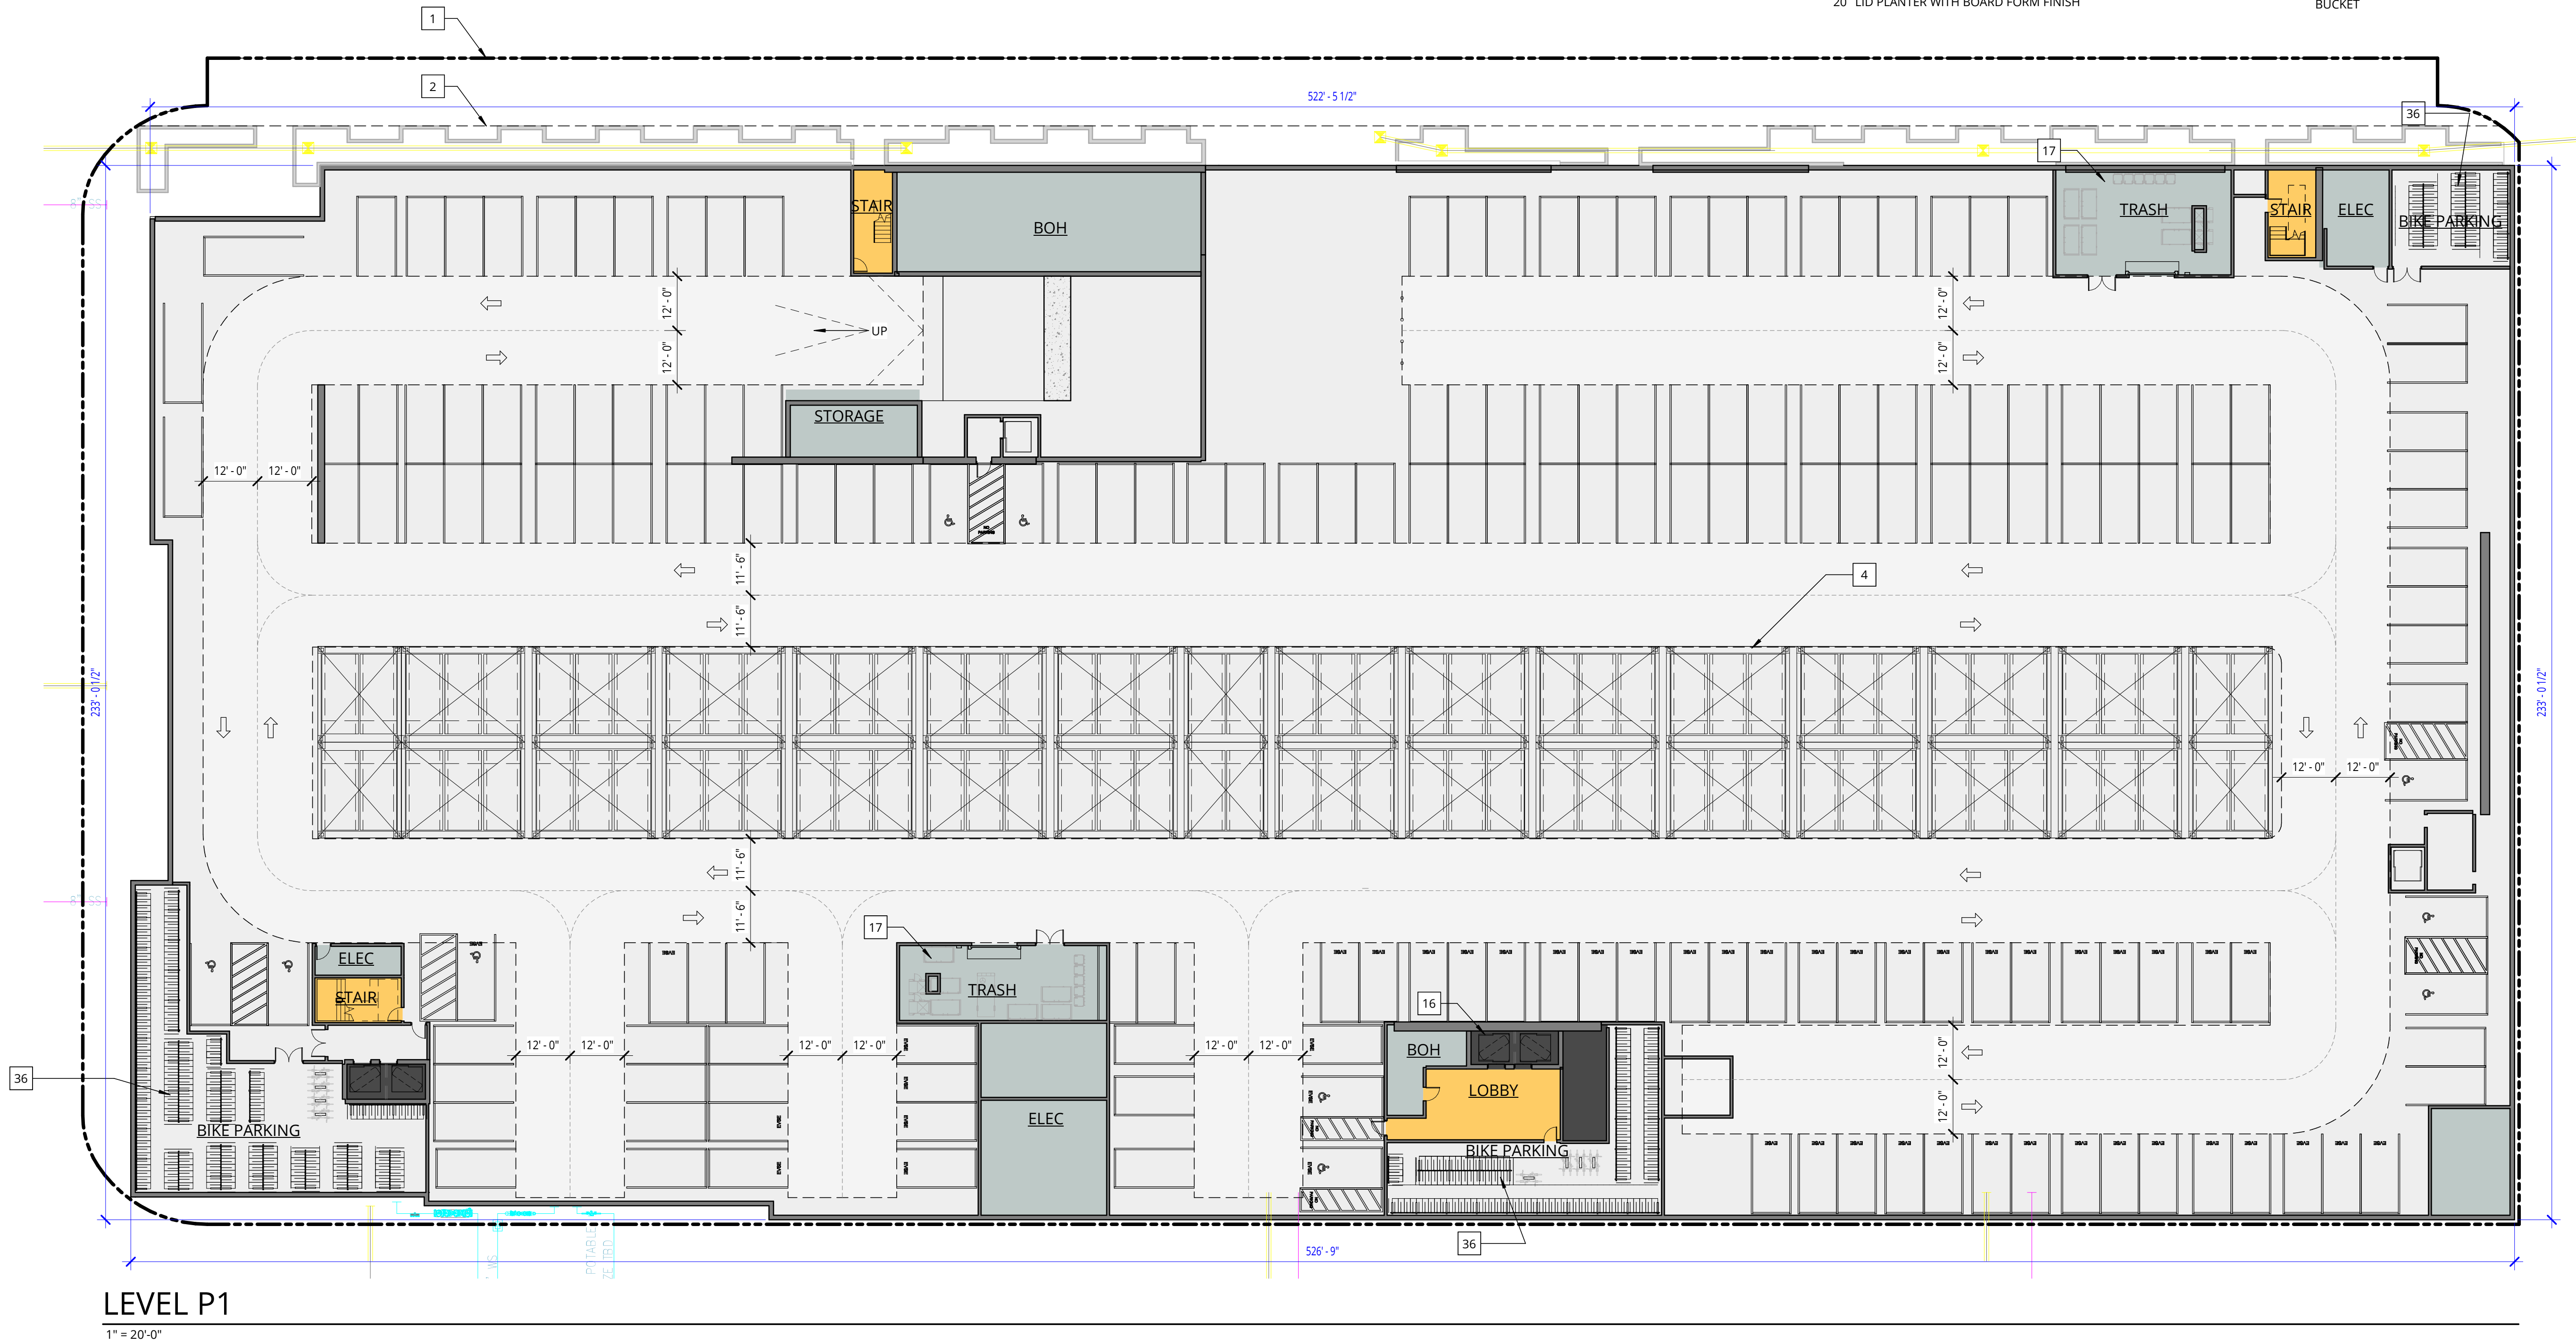 20" LID PLANTER WITH BOARD FORM FINISH
BUCKET
1
2
522' - 5 1/2"
36
17
STAIR
BOH
TRASH
STAIR
ELEC
BIKE PARKING
12' - 0"
12' - 0"
UP
12' - 0"
12' - 0"
STORAGE
12' - 0"
12' - 0"
NO
PARKING
11' - 6"
11' - 6"
4
233' - 0 1/2"
233' - 0 1/2"
12' - 0"
12' - 0"
11' - 6"
11' - 6"
17
ELEC
STAIR
TRASH
16
BOH
LOBBY
12' - 0"
12' - 0"
12' - 0"
12' - 0"
12' - 0"
12' - 0"
12' - 0"
12' - 0"
36
BIKE PARKING
ELEC
BIKE PARKING
36
POTABLE
526' - 9"
LEVEL P1
1" = 20'-0"